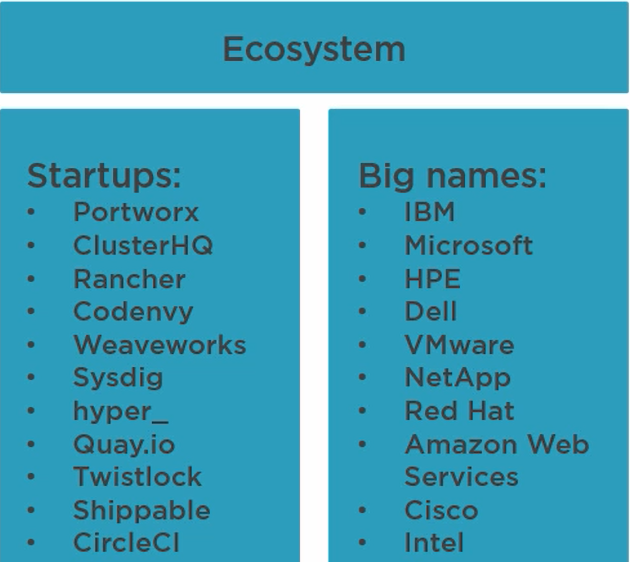 Ecosystem
Startups:
• Portworx
• ClusterHQ
• Rancher
• Codenvy
• Weaveworks
• Sysdig
• hyper_
• Quay.io
• Twistlock
• Shippable
• CircleCI
Big names:
• IBM
• Microsoft
• HPE
• Dell
• VMware
• NetApp
• Red Hat
• Amazon Web
Services
• Cisco
• Intel